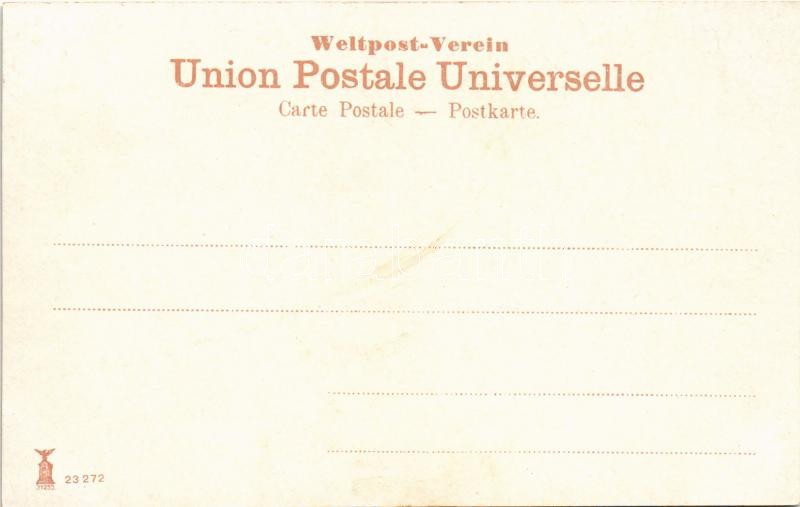 Weltpost-Verein
Union Postale Universelle
Carte Postale — Postkarte.
23 272